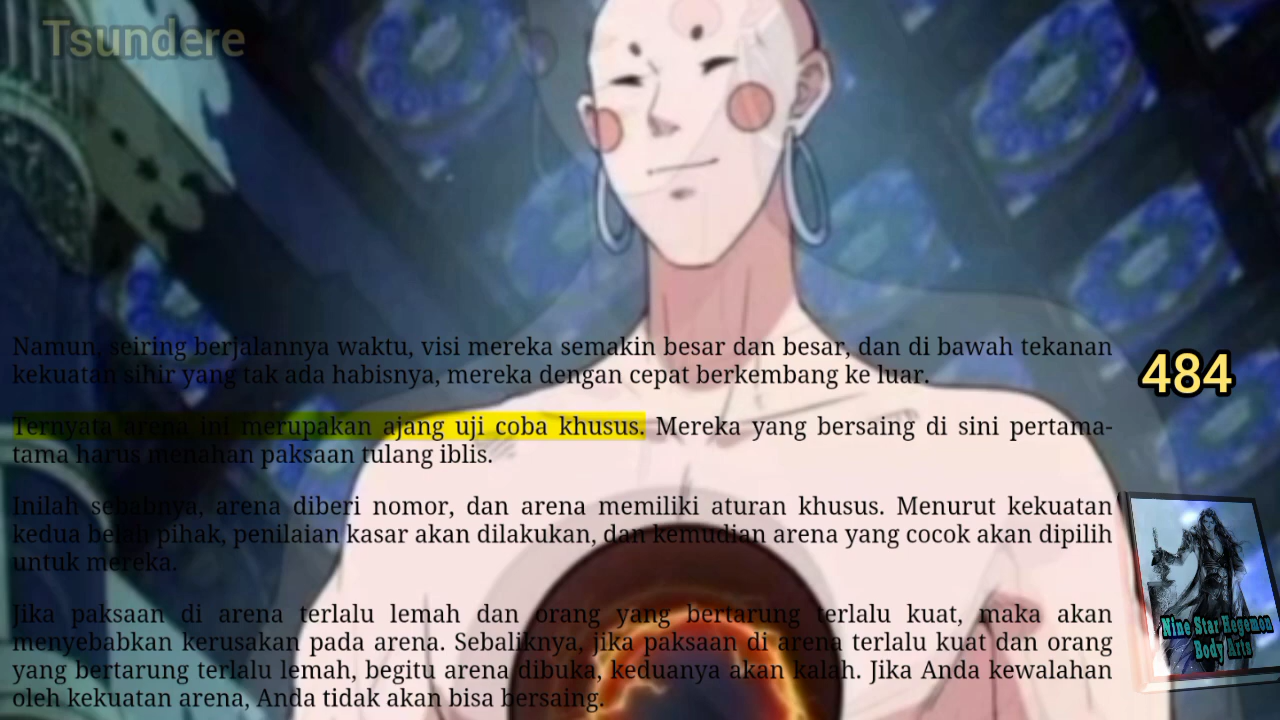 Tsundere
Namun, seiring berjalannya waktu, visi mereka semakin besar dan besar, dan di bawah tekanan
kekuatan sihir yang tak ada habisnya, mereka dengan cepat berkembang ke luar.
484
Ternyata arena ini merupakan ajang uji coba khusus. Mereka yang bersaing di sini pertama-
tama harus menahan paksaan tulang iblis.
Inilah sebabnya, arena diberi nomor, dan arena memiliki aturan khusus. Menurut kekuatan
kedua belah pihak, penilaian kasar akan dilakukan, dan kemudian arena yang cocok akan dipilih
untuk mereka.
Jika paksaan di arena terlalu lemah dan orang yang bertarung terlalu kuat, maka akan
menyebabkan kerusakan pada arena. Sebaliknya, jika paksaan di arena terlalu kuat dan orang
yang bertarung terlalu lemah, begitu arena dibuka, keduanya akan kalah. Jika Anda kewalahan
oleh kekuatan arena, Anda tidak akan bisa bersaing.
Nine Star Hegemon
Body Arts